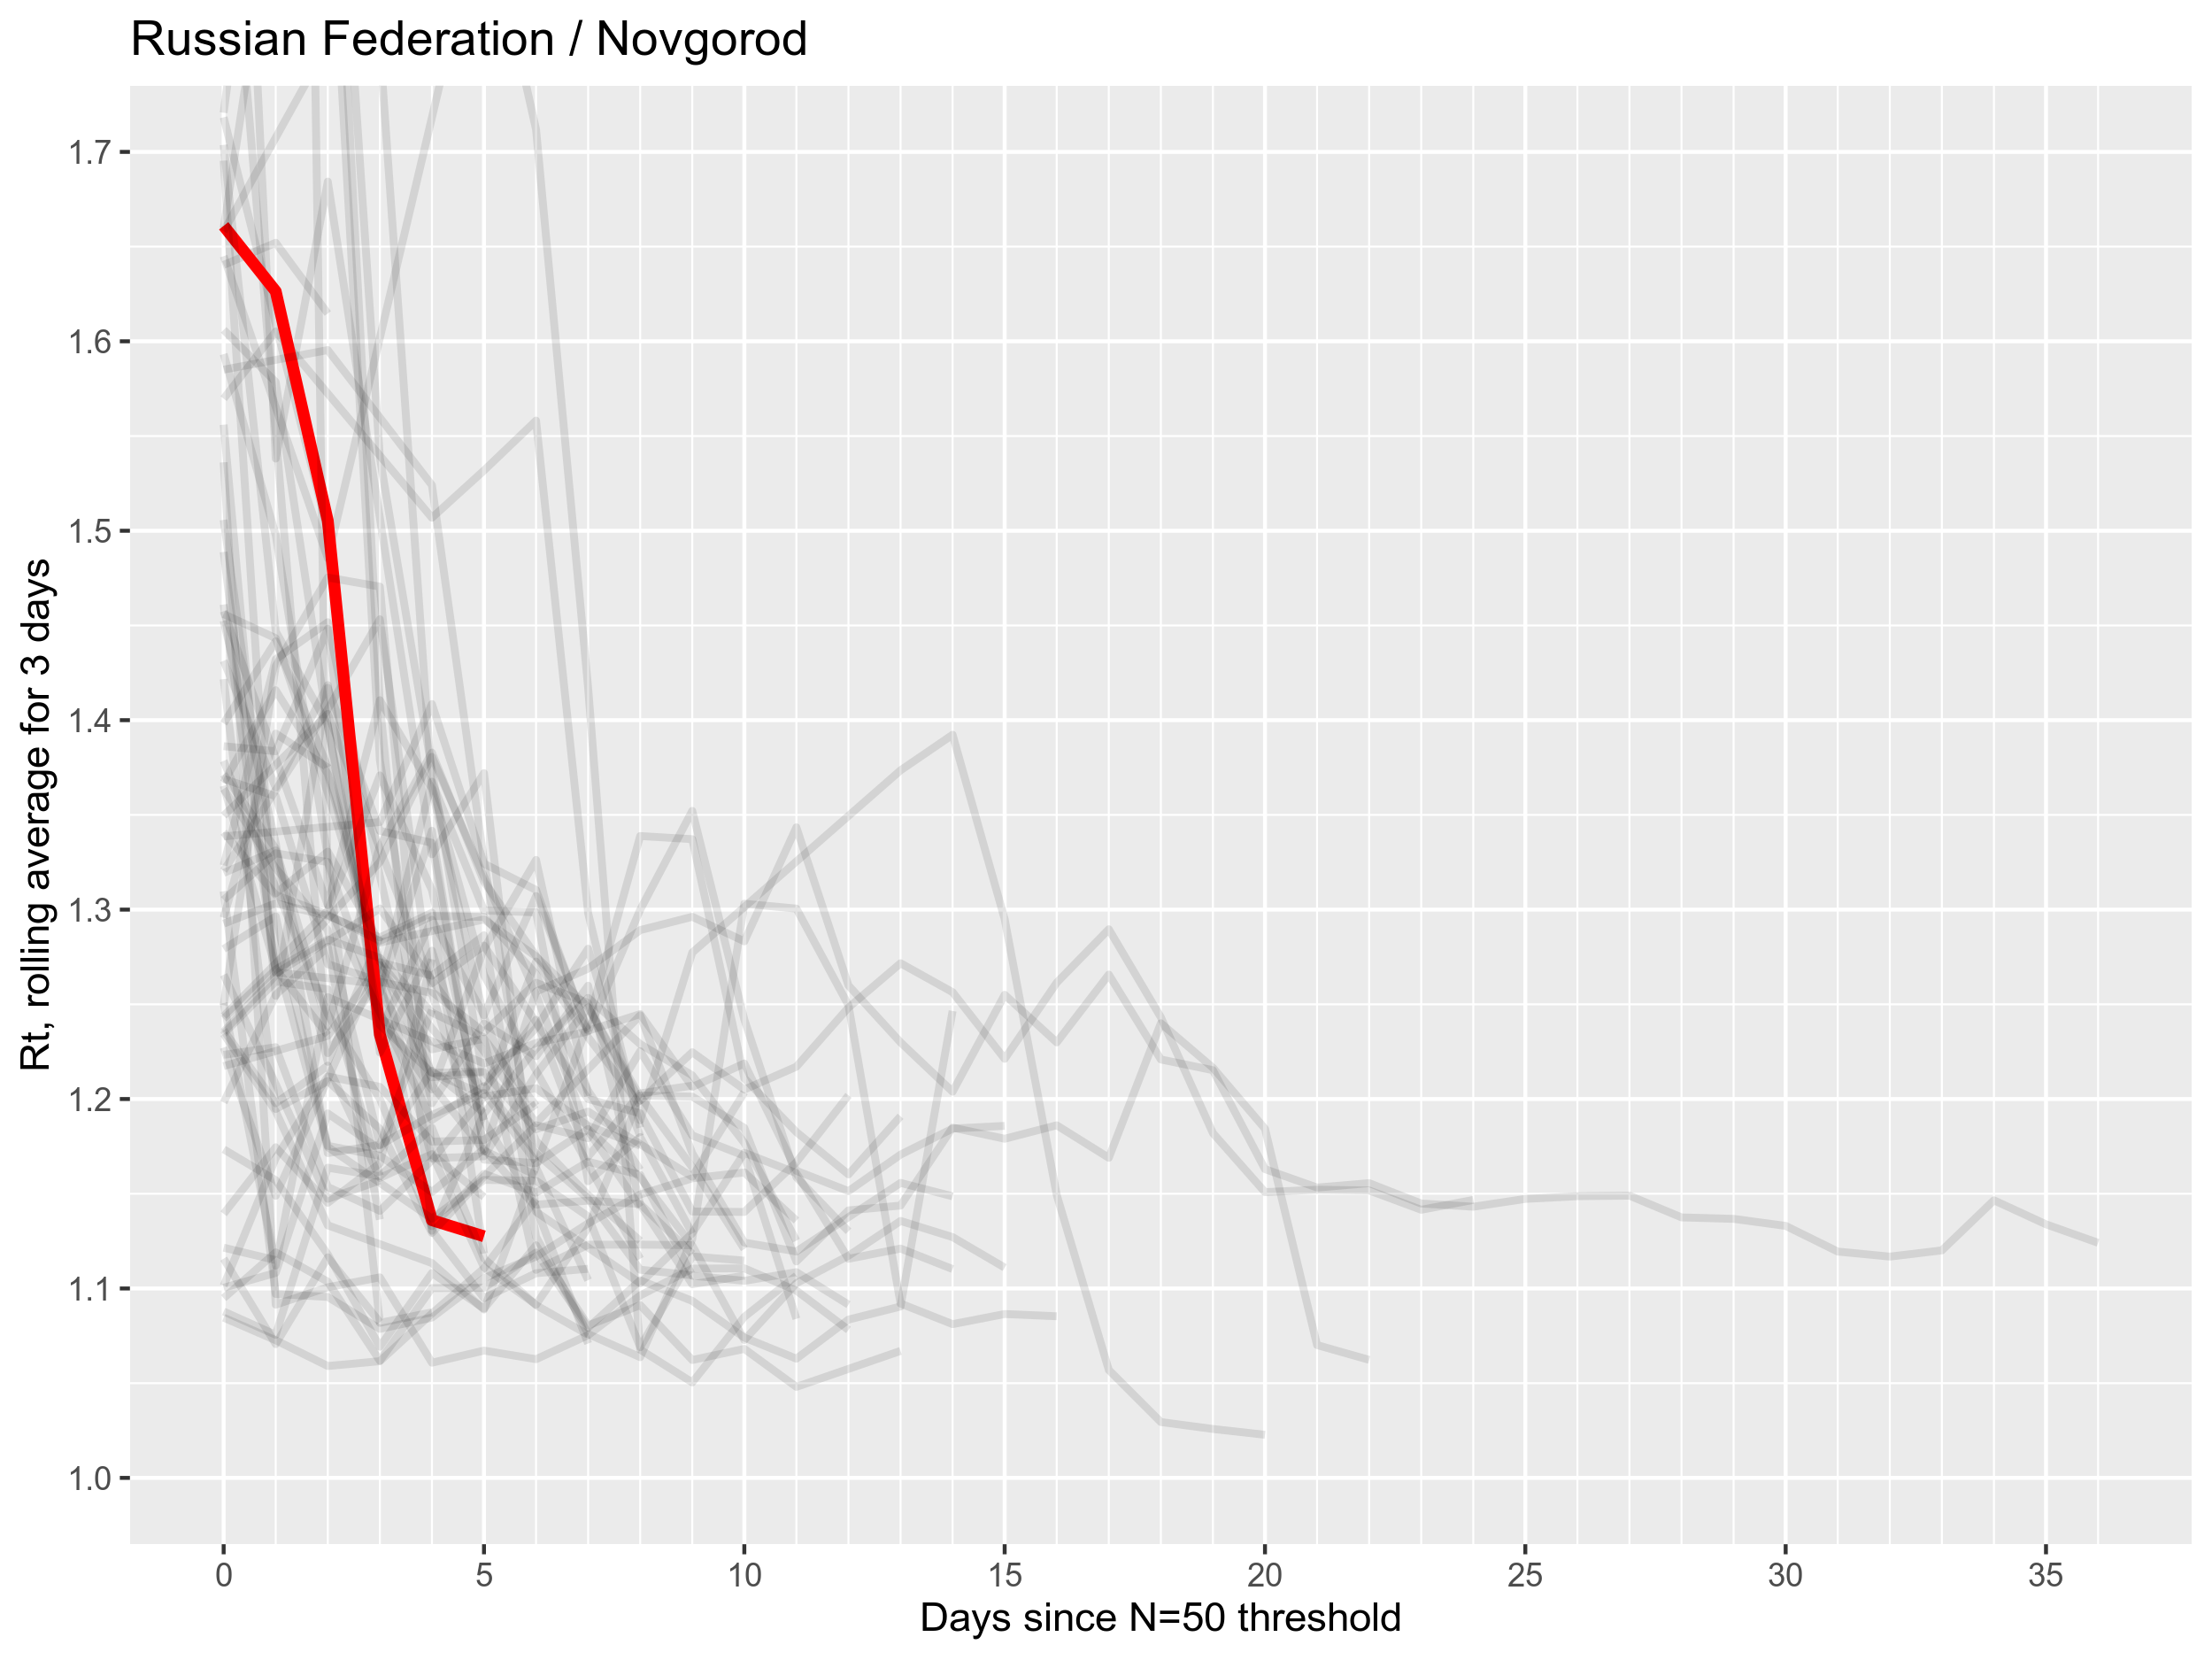 Russian Federation / Novgorod
Rt, rolling average for 3 days
1.7
1.6
1.5
1.4
1.3
1.2
1.1
1.0
0 5 10 15 20 25 30 35
Days since N=50 threshold